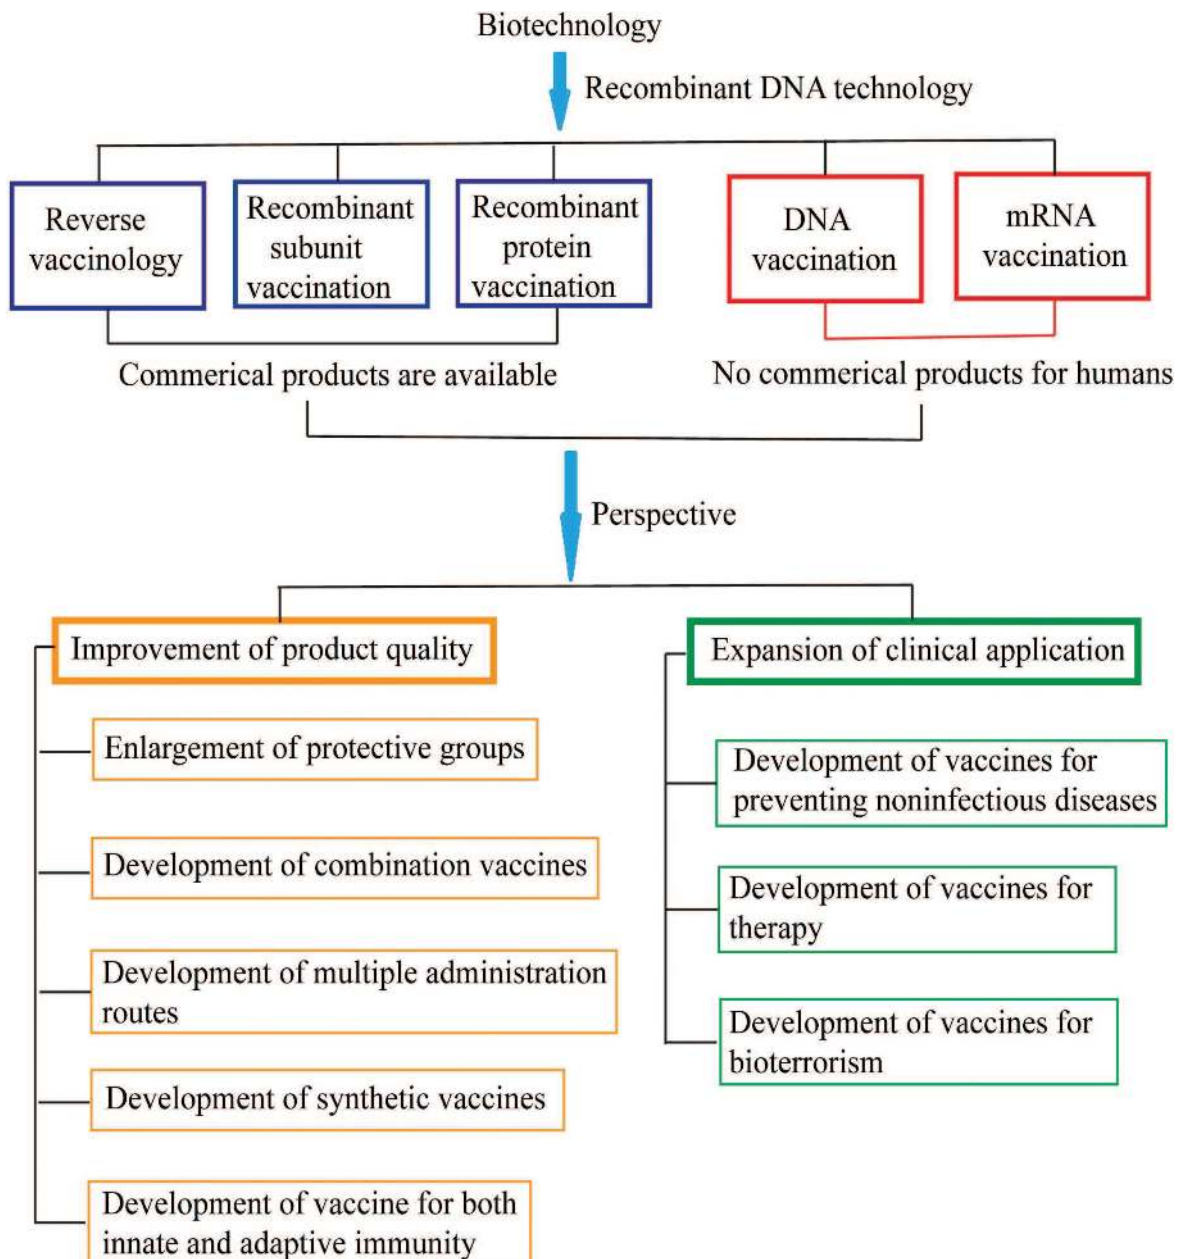 Biotechnology
Recombinant DNA technology
Reverse
vaccinology
Recombinant
subunit
vaccination
Recombinant
protein
vaccination
DNA
vaccination
mRNA
vaccination
Commerical products are available
No commerical products for humans
Perspective
Improvement of product quality
Enlargement of protective groups
Development of combination vaccines
Development of multiple administration
routes
Development of synthetic vaccines
Development of vaccine for both
innate and adaptive immunity
Expansion of clinical application
Development of vaccines for
preventing noninfectious diseases
Development of vaccines for
therapy
Development of vaccines for
bioterrorism